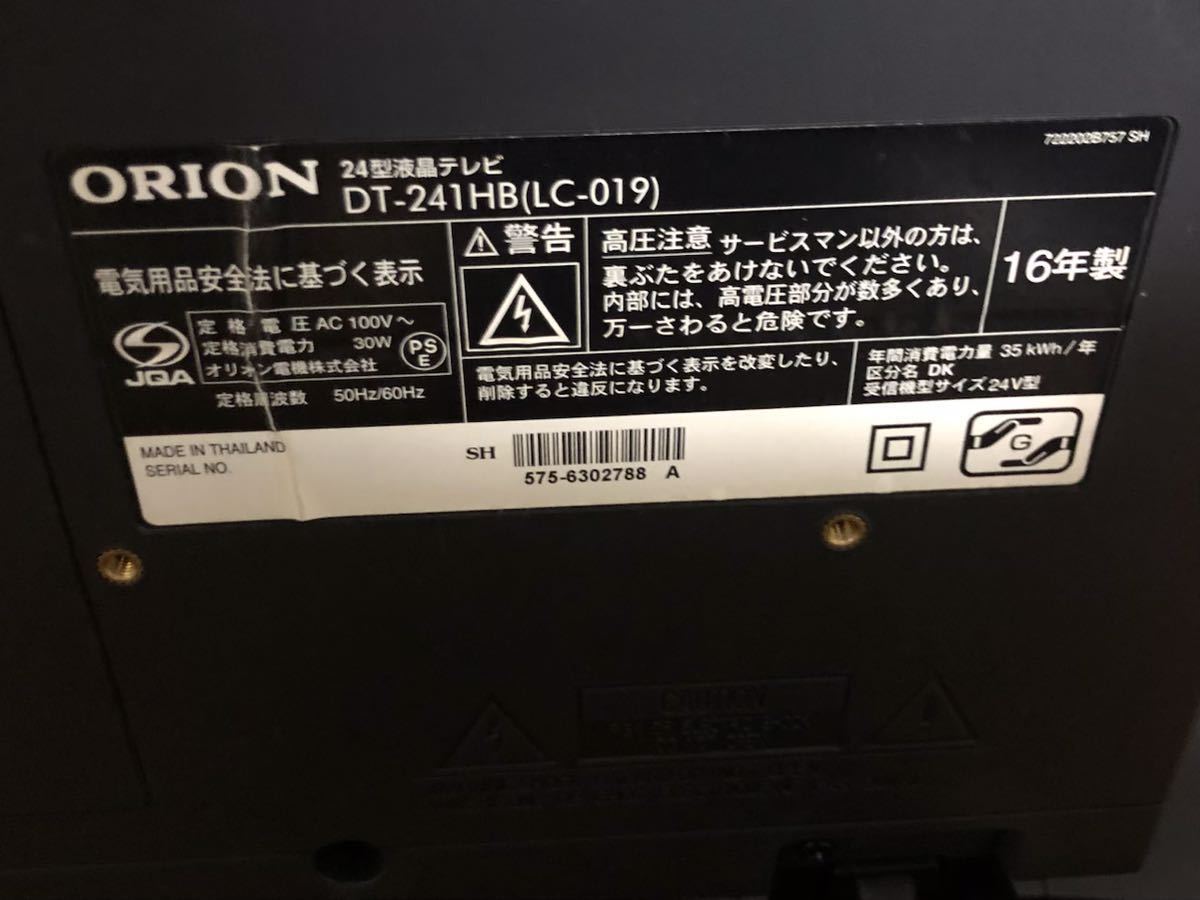 722202B757 SH
ORION
24型液晶テレビ
DT-241HB(LC-019)
電気用品安全法に基づく表示
定格電圧 AC 100V～
定格消費電力 30W
オリオン電機株式会社
PS
E
JQA
定格周波数 50Hz/60Hz
警告
高圧注意 サービスマン以外の方は、
裏ぶたをあけないでください。
内部には、高電圧部分が数多くあり、
万一さわると危険です。
16年製
電気用品安全法に基づく表示を改変したり、
削除すると違反になります。
年間消費電力量 35 kWh/年
区分名 DK
受信機型サイズ24V型
MADE IN THAILAND
SERIAL NO.
SH
575-6302788 A
G
CAUTION